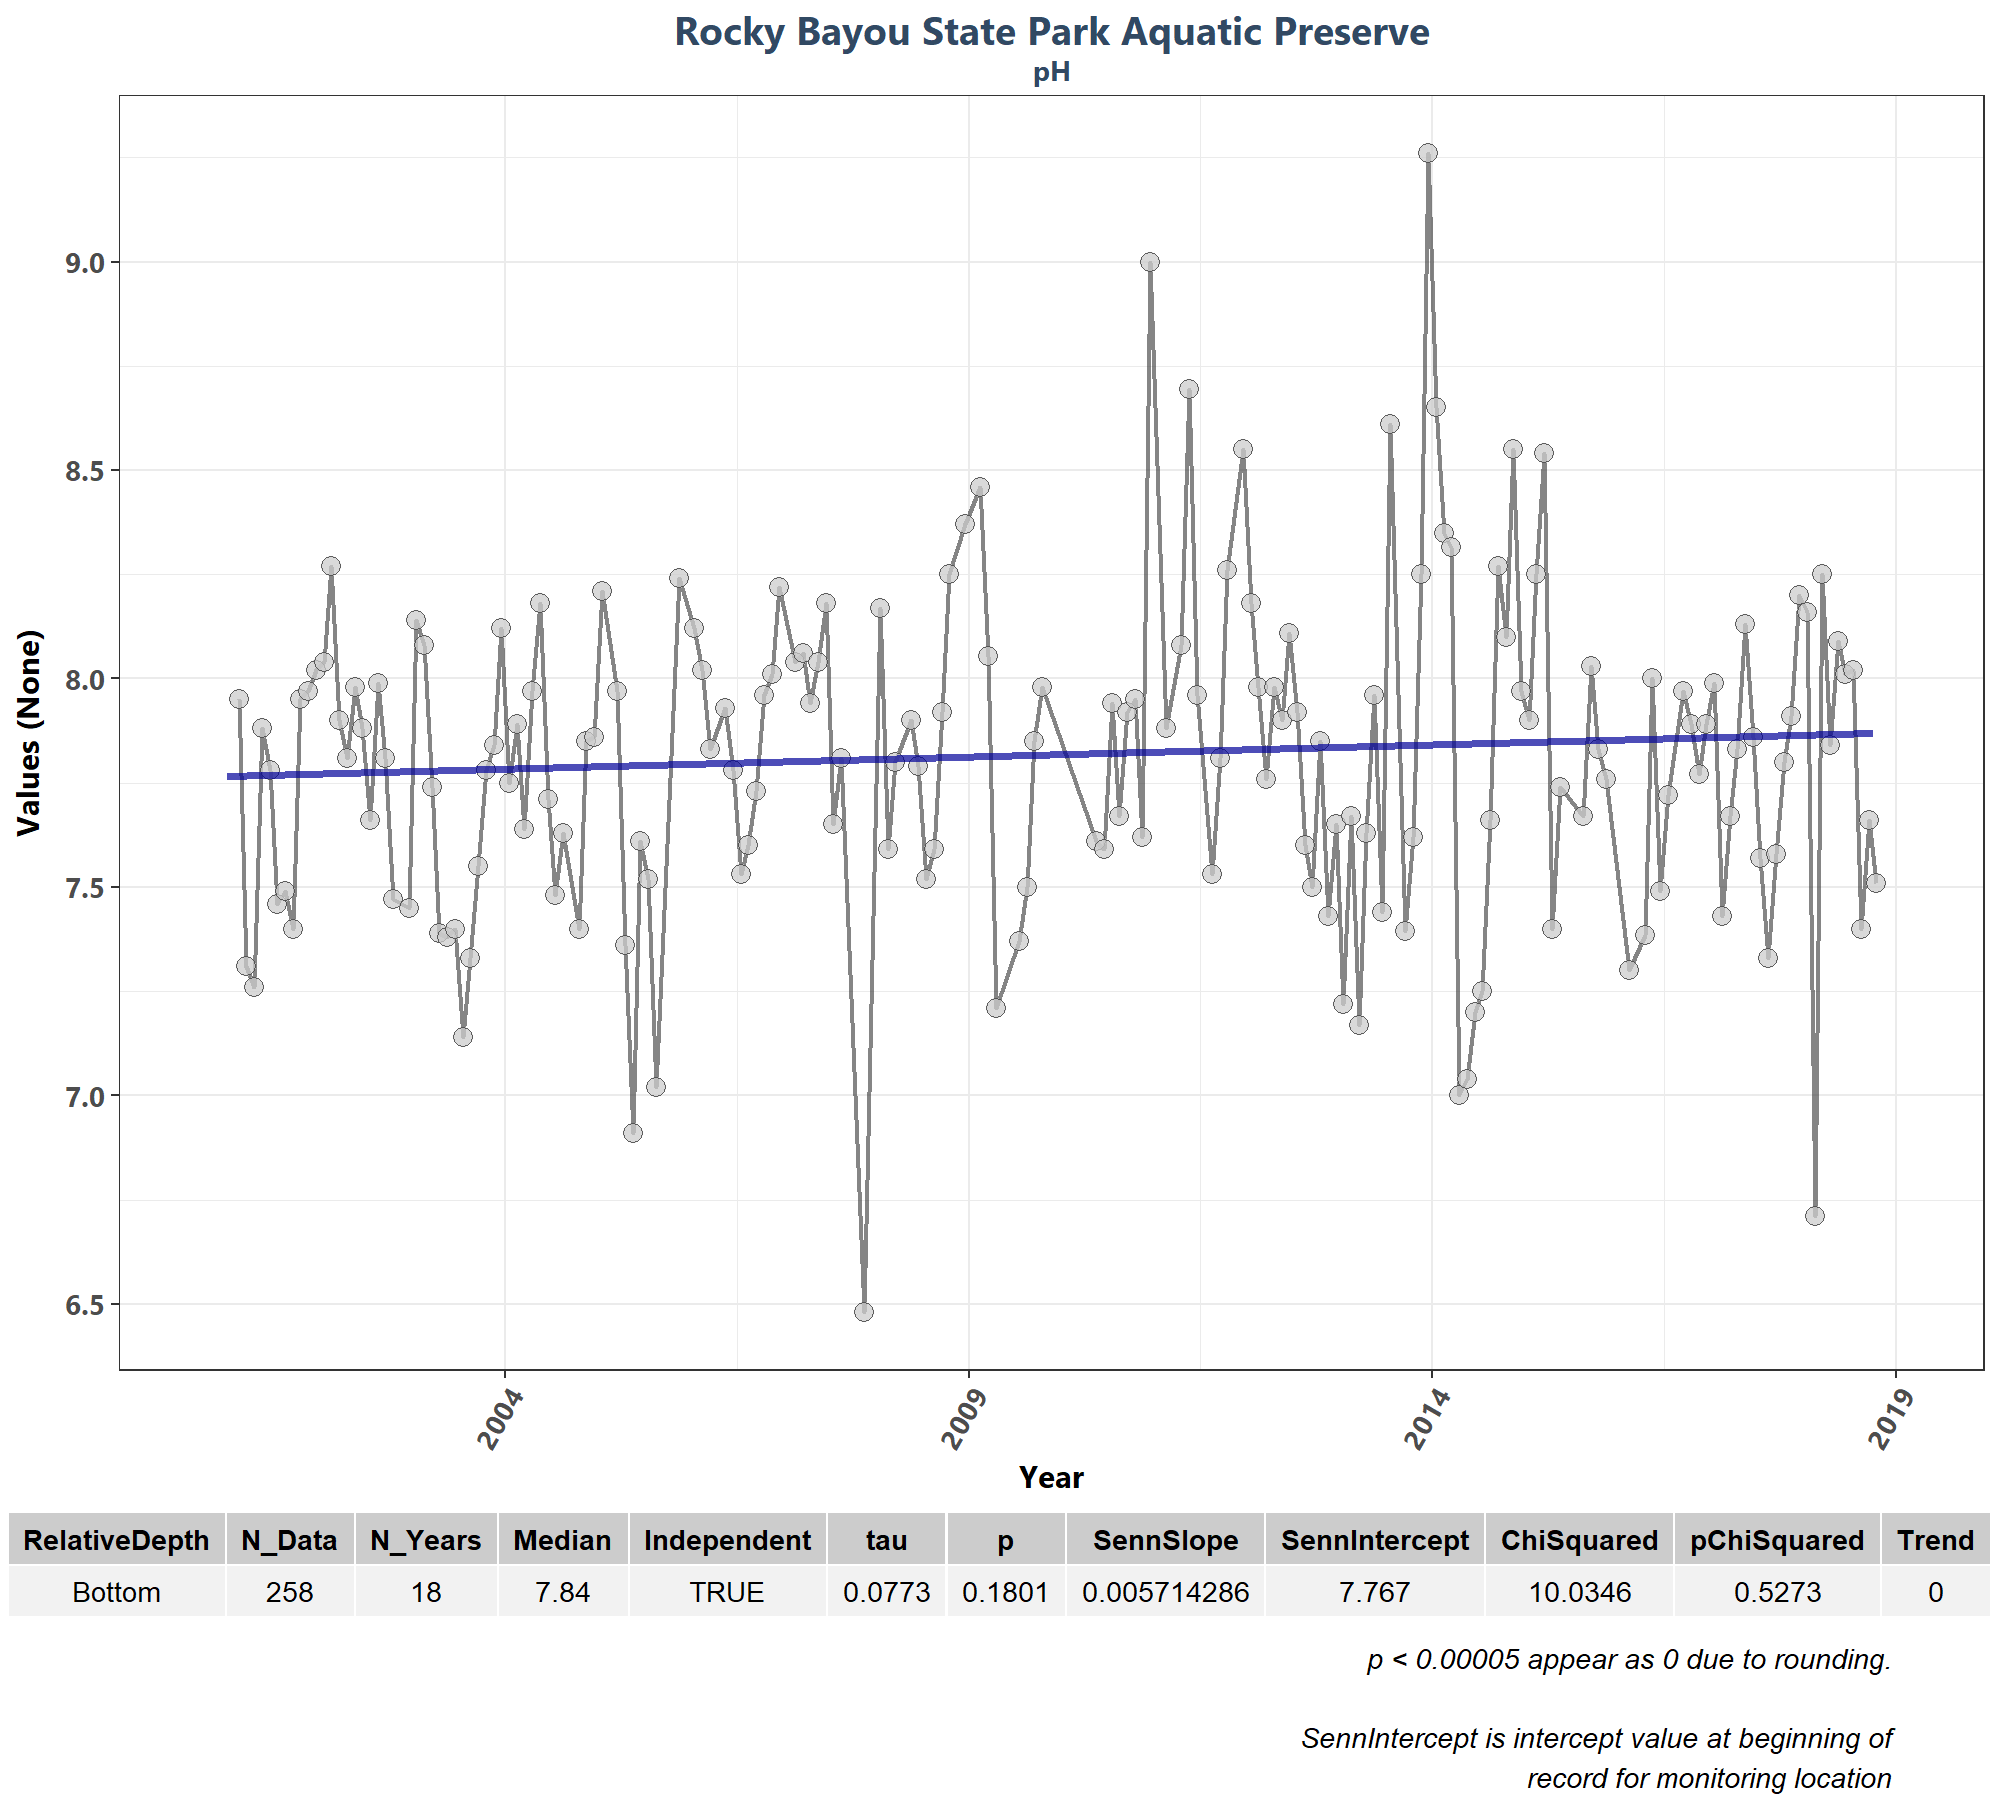 Rocky Bayou State Park Aquatic Preserve
pH
Values (None)
9.0
8.5
8.0
7.5
7.0
6.5
2004 2009 2014 2019
Year
RelativeDepth N_Data N_Years Median Independent tau p SennSlope SennIntercept ChiSquared pChiSquared Trend
Bottom 258 18 7.84 TRUE 0.0773 0.1801 0.005714286 7.767 10.0346 0.5273 0
p < 0.00005 appear as 0 due to rounding.
SennIntercept is intercept value at beginning of
record for monitoring location